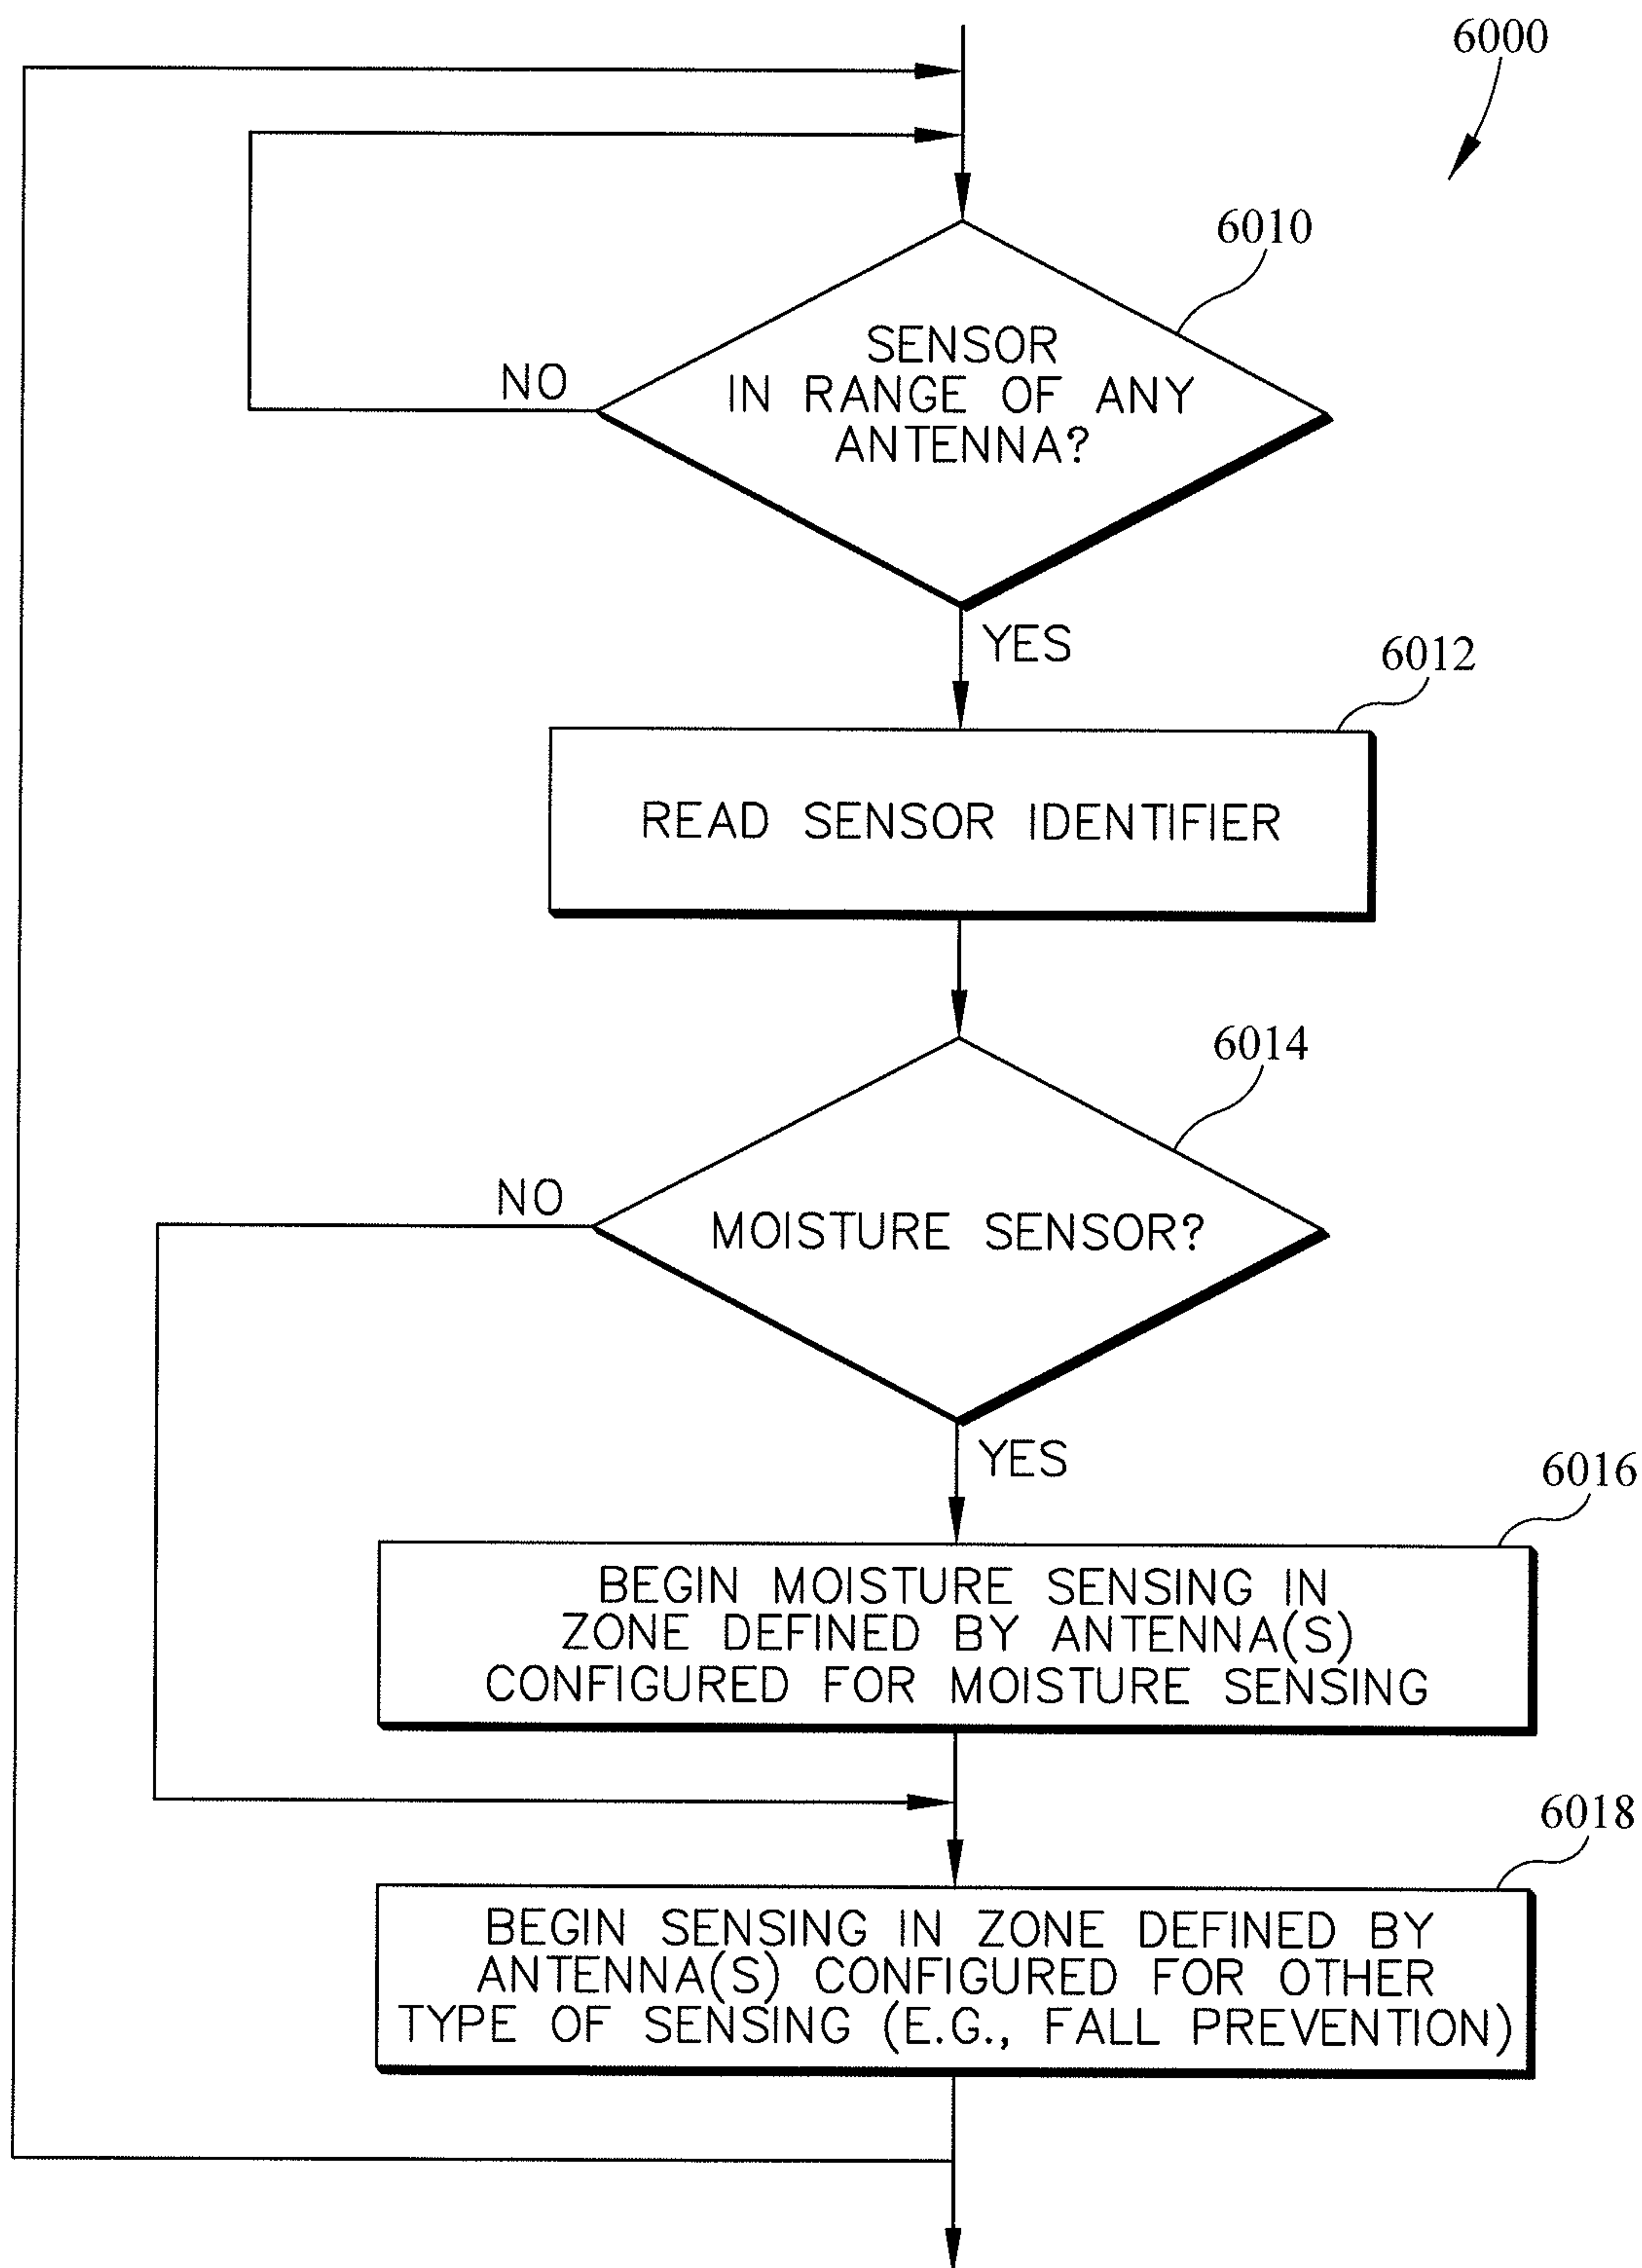 6000
6010
SENSOR
IN RANGE OF ANY
ANTENNA?
NO
YES
6012
READ SENSOR IDENTIFIER
6014
NO
MOISTURE SENSOR?
YES
6016
BEGIN MOISTURE SENSING IN
ZONE DEFINED BY ANTENNA(S)
CONFIGURED FOR MOISTURE SENSING
6018
BEGIN SENSING IN ZONE DEFINED BY
ANTENNA(S) CONFIGURED FOR OTHER
TYPE OF SENSING (E.G., FALL PREVENTION)